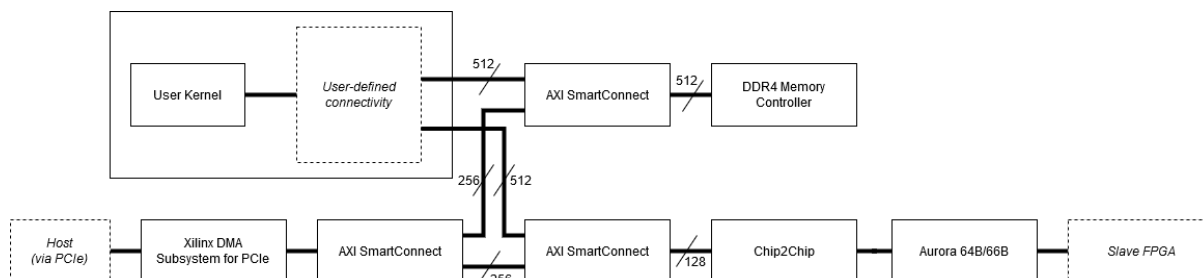 512
512
User Kernel
User-defined
connectivity
AXI SmartConnect
DDR4 Memory
Controller
256
512
Host
(via PCIe)
Xilinx DMA
Subsystem for PCIe
AXI SmartConnect
AXI SmartConnect
Chip2Chip
Aurora 64B/66B
Slave FPGA
128
256